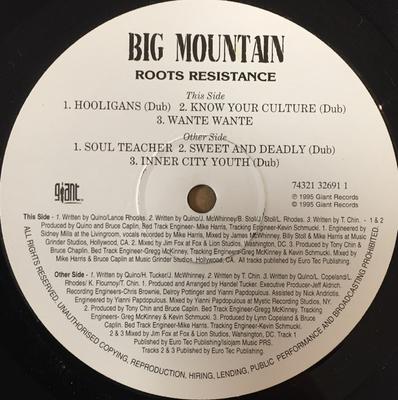 BIG MOUNTAIN
ROOTS RESISTANCE
This Side
1. HOOLIGANS (Dub) 2. KNOW YOUR CULTURE (Dub)
3. WANTE WANTE
Other Side
1. SOUL TEACHER 2. SWEET AND DEADLY (Dub)
3. INNER CITY YOUTH (Dub)
giant
74321 32691 1
℗ 1995 Giant Records
© 1995 Giant Records
This Side - 1. Written by Quino/Lance Rhodes. 2. Written by Quino/J. McWhinney/B. Stoll/J. Stoll/L. Rhodes. 3. Written by T. Chin. - 1 & 2
Produced by Quino and Bruce Caplin, Bed Track Engineer- Mike Harris, Tracking Engineer-Kevin Schmucki. 1. Engineered by
Sidney Mills at the Livingroom, vocals recorded by Mike Harris, Mixed by James McWhinney, Billy Stoll and Mike Harris at Music
Grinder Studios, Hollywood, CA. 2. Mixed by Jim Fox at Fox & Lion Studios, Washington, DC. 3. Produced by Tony Chin &
Bruce Caplin. Bed Track Engineer-Gregg McKinney, Tracking Engineers-Greg McKinney & Kevin Schmucki. Mixed by
Mike Harris & Bruce Caplin at Music Grinder Studios, Hollywood, CA. All tracks Published by Euro Tec Publishing.
Other Side - 1. Written by Quino/H. Tucker/J. McWhinney. 2. Written by T. Chin. 3. Written by Quino/L. Copeland/L.
Rhodes/ K. Flournoy/T. Chin. 1. Produced and Arranged by Handel Tucker. Executive Producer-Jeff Aldrich.
Recording Engineers-Chris Brownie, Delroy Pottinger and Yianni Papdopulous. Assisted by Nick Andrictis.
Engineered by Yianni Papdopulous. Mixed by Yianni Papdopulous at Mystic Recording Studios, NY.
2. Produced by Tony Chin and Bruce Caplin. Bed Track Engineer-Gregg McKinney, Tracking
Engineers- Greg McKinney & Kevin Schmucki. 3. Produced by Lynn Copeland & Bruce
Caplin. Bed Track Engineer-Mike Harris, Tracking Engineer-Kevin Schmucki. 2 &
3 Mixed by Jim Fox at Fox and Lion Studios, Washington, DC. Track 1
Published by Euro Tec Publishing/Isiojam Music PRS.
Tracks 2 & 3 Published by Euro Tec Publishing.
ALL RIGHTS RESERVED. UNAUTHORISED COPYING, REPRODUCTION, HIRING, LENDING, PUBLIC PERFORMANCE AND BROADCASTING PROHIBITED.